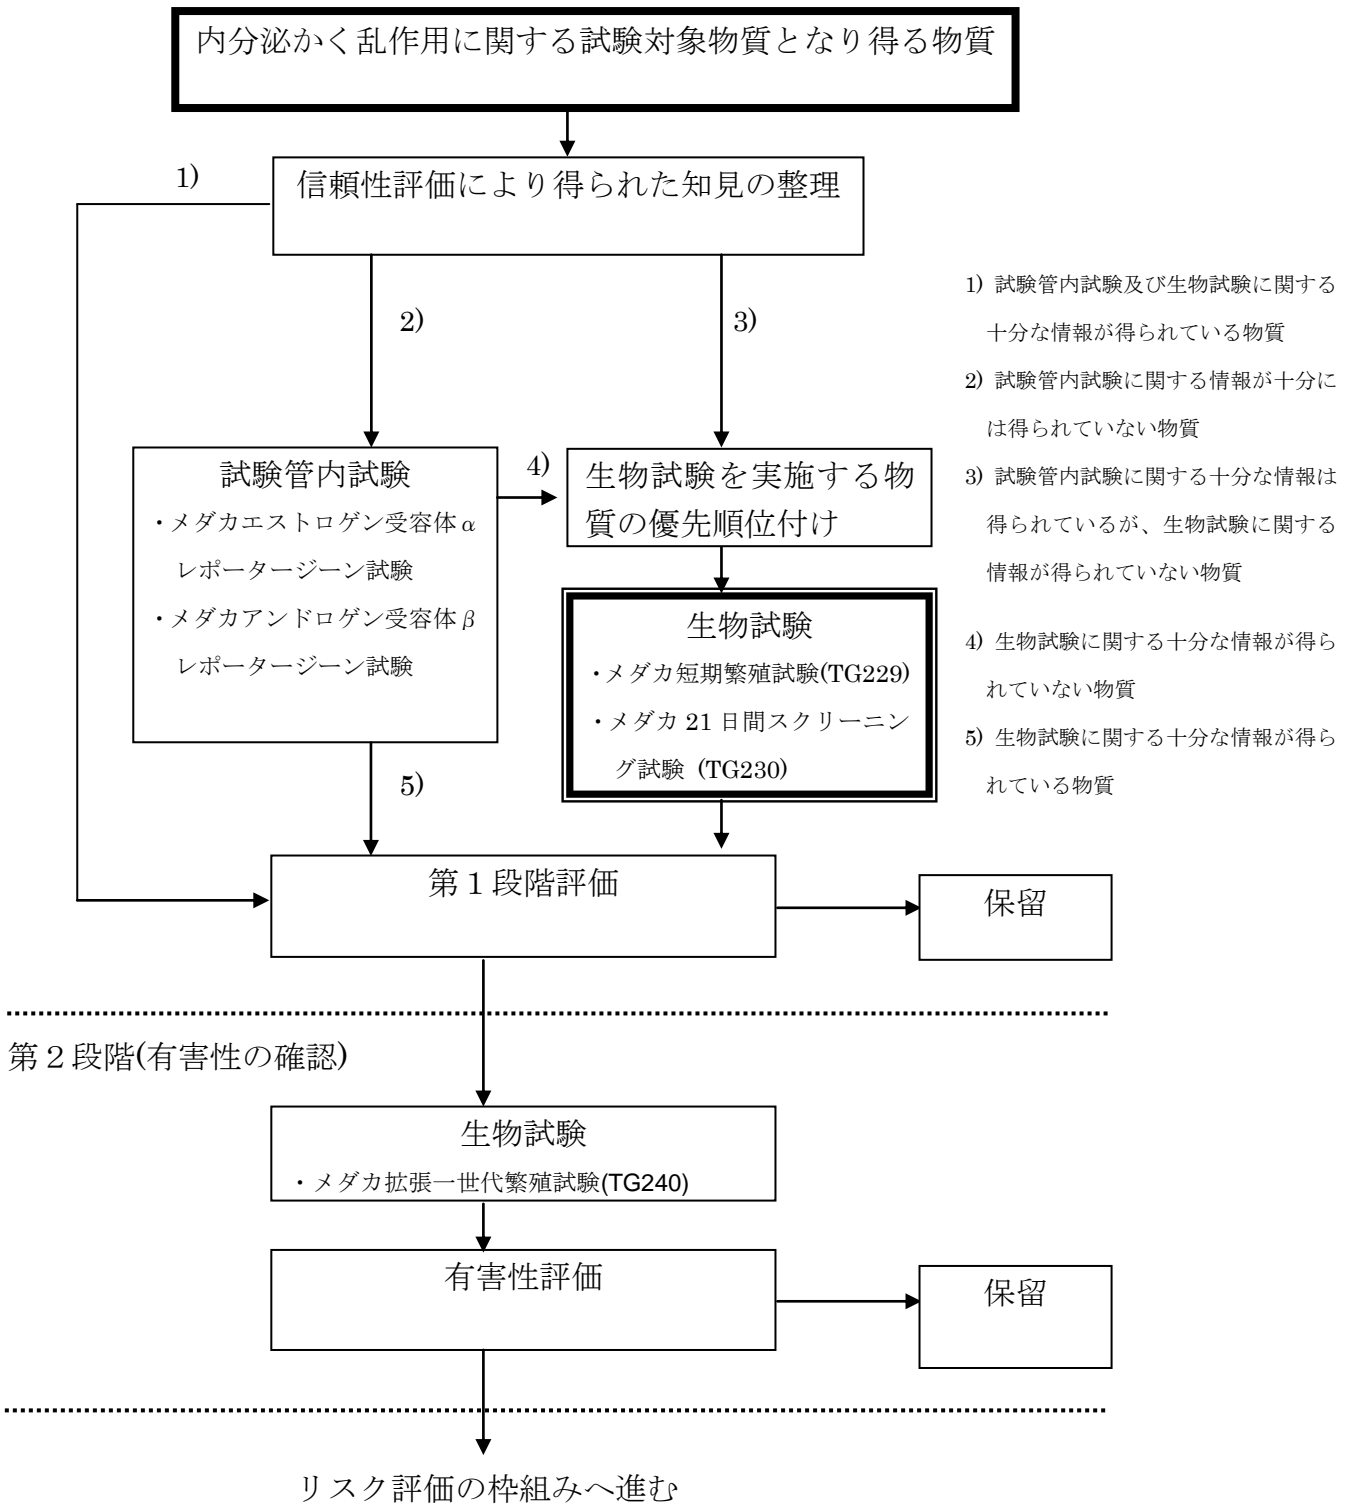 内分泌かく乱作用に関する試験対象物質となり得る物質
1)
信頼性評価により得られた知見の整理
2)
3)
1) 試験管内試験及び生物試験に関する
十分な情報が得られている物質
2) 試験管内試験に関する情報が十分に
は得られていない物質
3) 試験管内試験に関する十分な情報は
得られているが、生物試験に関する
情報が得られていない物質
4) 生物試験に関する十分な情報が得ら
れていない物質
5) 生物試験に関する十分な情報が得ら
れている物質
試験管内試験
・メダカエストロゲン受容体α
レポータージーン試験
・メダカアンドロゲン受容体β
レポータージーン試験
4)
生物試験を実施する物
質の優先順位付け
生物試験
・メダカ短期繁殖試験(TG229)
・メダカ 21 日間スクリーニン
グ試験 (TG230)
5)
第１段階評価
保留
第２段階(有害性の確認)
生物試験
・メダカ拡張一世代繁殖試験(TG240)
有害性評価
保留
リスク評価の枠組みへ進む